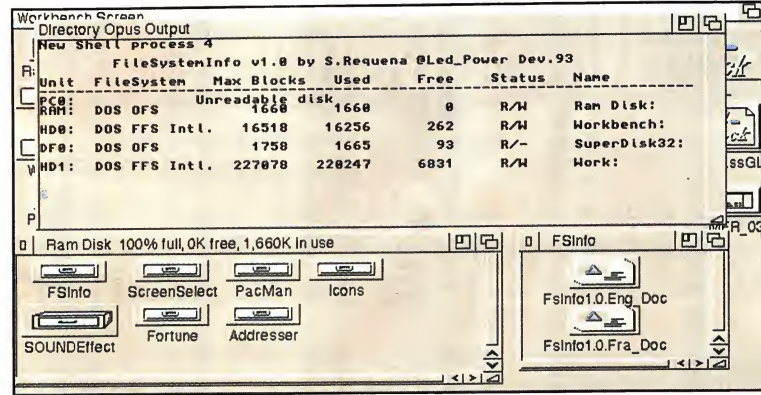 Workbench Screen
Directory Opus Output
New Shell process 4
FileSystemInfo v1.0 by S.Requena @Led_Power Dev.93
Unit FileSystem Max Blocks Used Free Status Name
PC0: Unreadable disk
RAM: DOS OFS 1660 1660 0 R/W Ram Disk:
HD0: DOS FFS Intl. 16518 16256 262 R/W Workbench:
DF0: DOS OFS 1758 1665 93 R/- SuperDisk32:
HD1: DOS FFS Intl. 227078 220247 6831 R/W Work:
Ram Disk 100% full, 0K free, 1,660K in use
FSInfo
FSInfo ScreenSelect PacMan Icons
SOUNDEffect Fortune Addresser
FsInfo1.0.Eng_Doc
FsInfo1.0.Fra_Doc